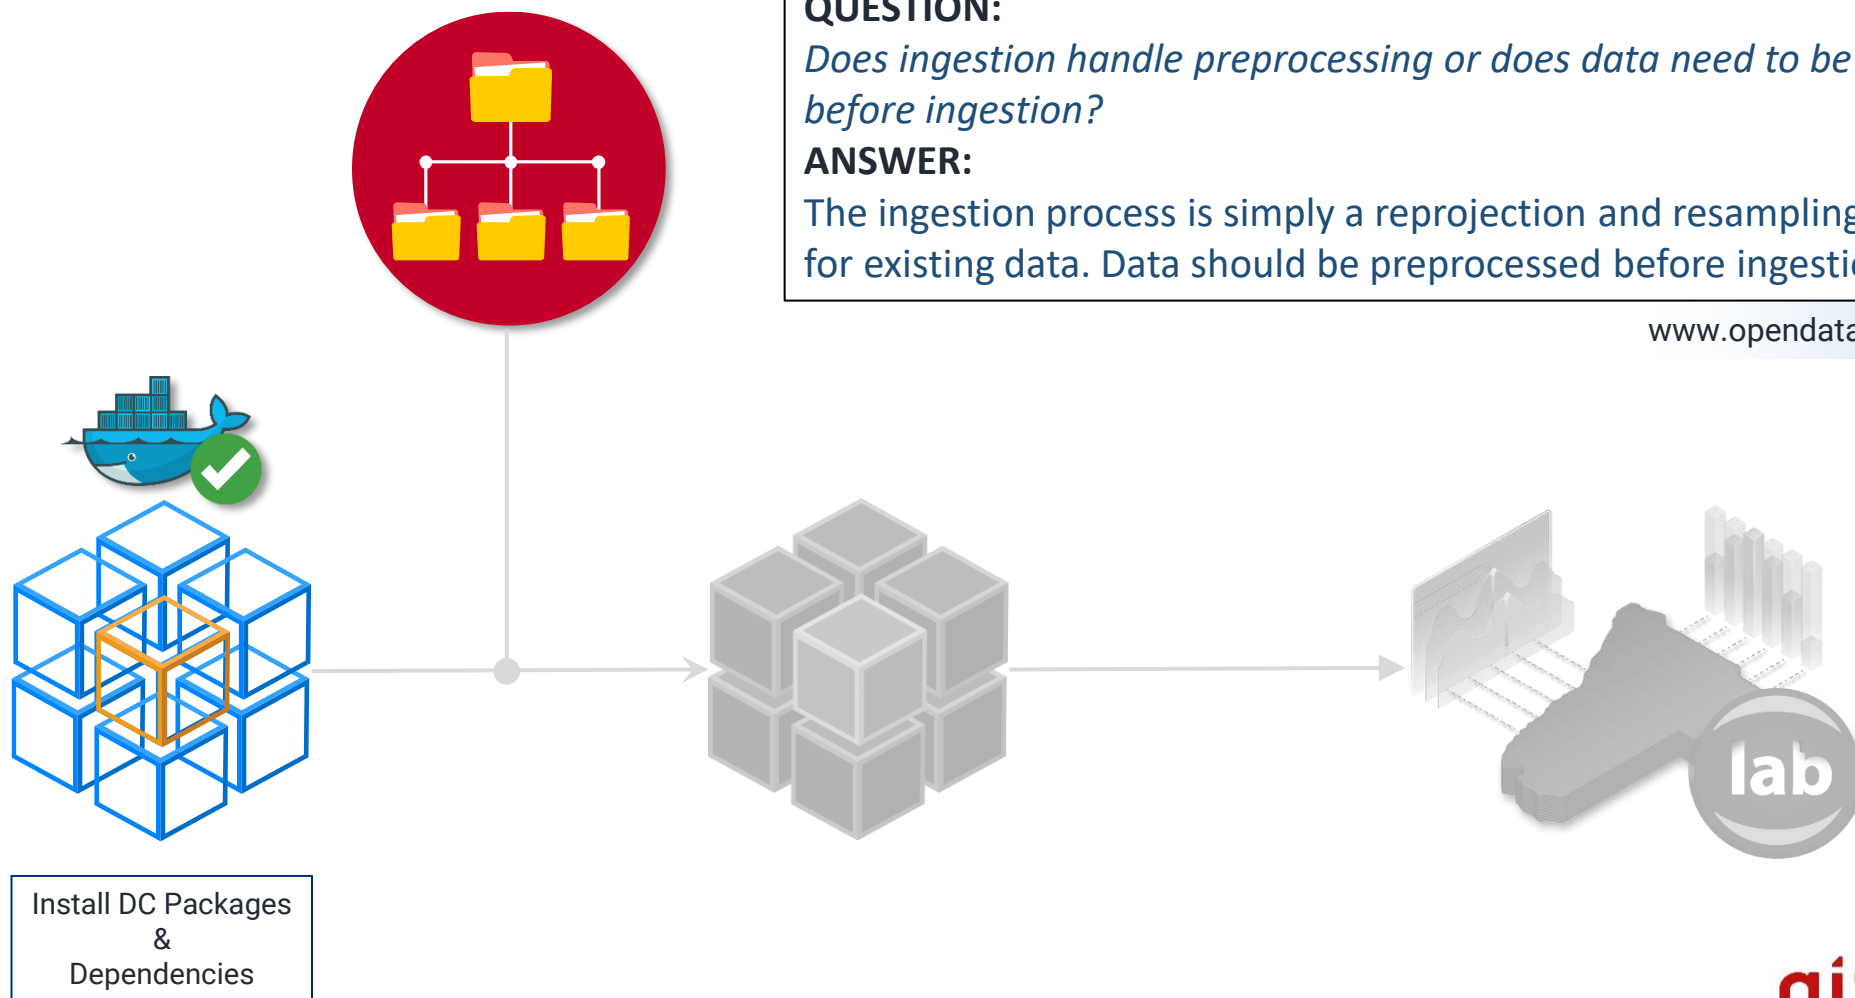 QUESTION:
Does ingestion handle preprocessing or does data need to be
before ingestion?
ANSWER:
The ingestion process is simply a reprojection and resampling
for existing data. Data should be preprocessed before
www.opendata
lab
Install DC Packages
&
Dependencies